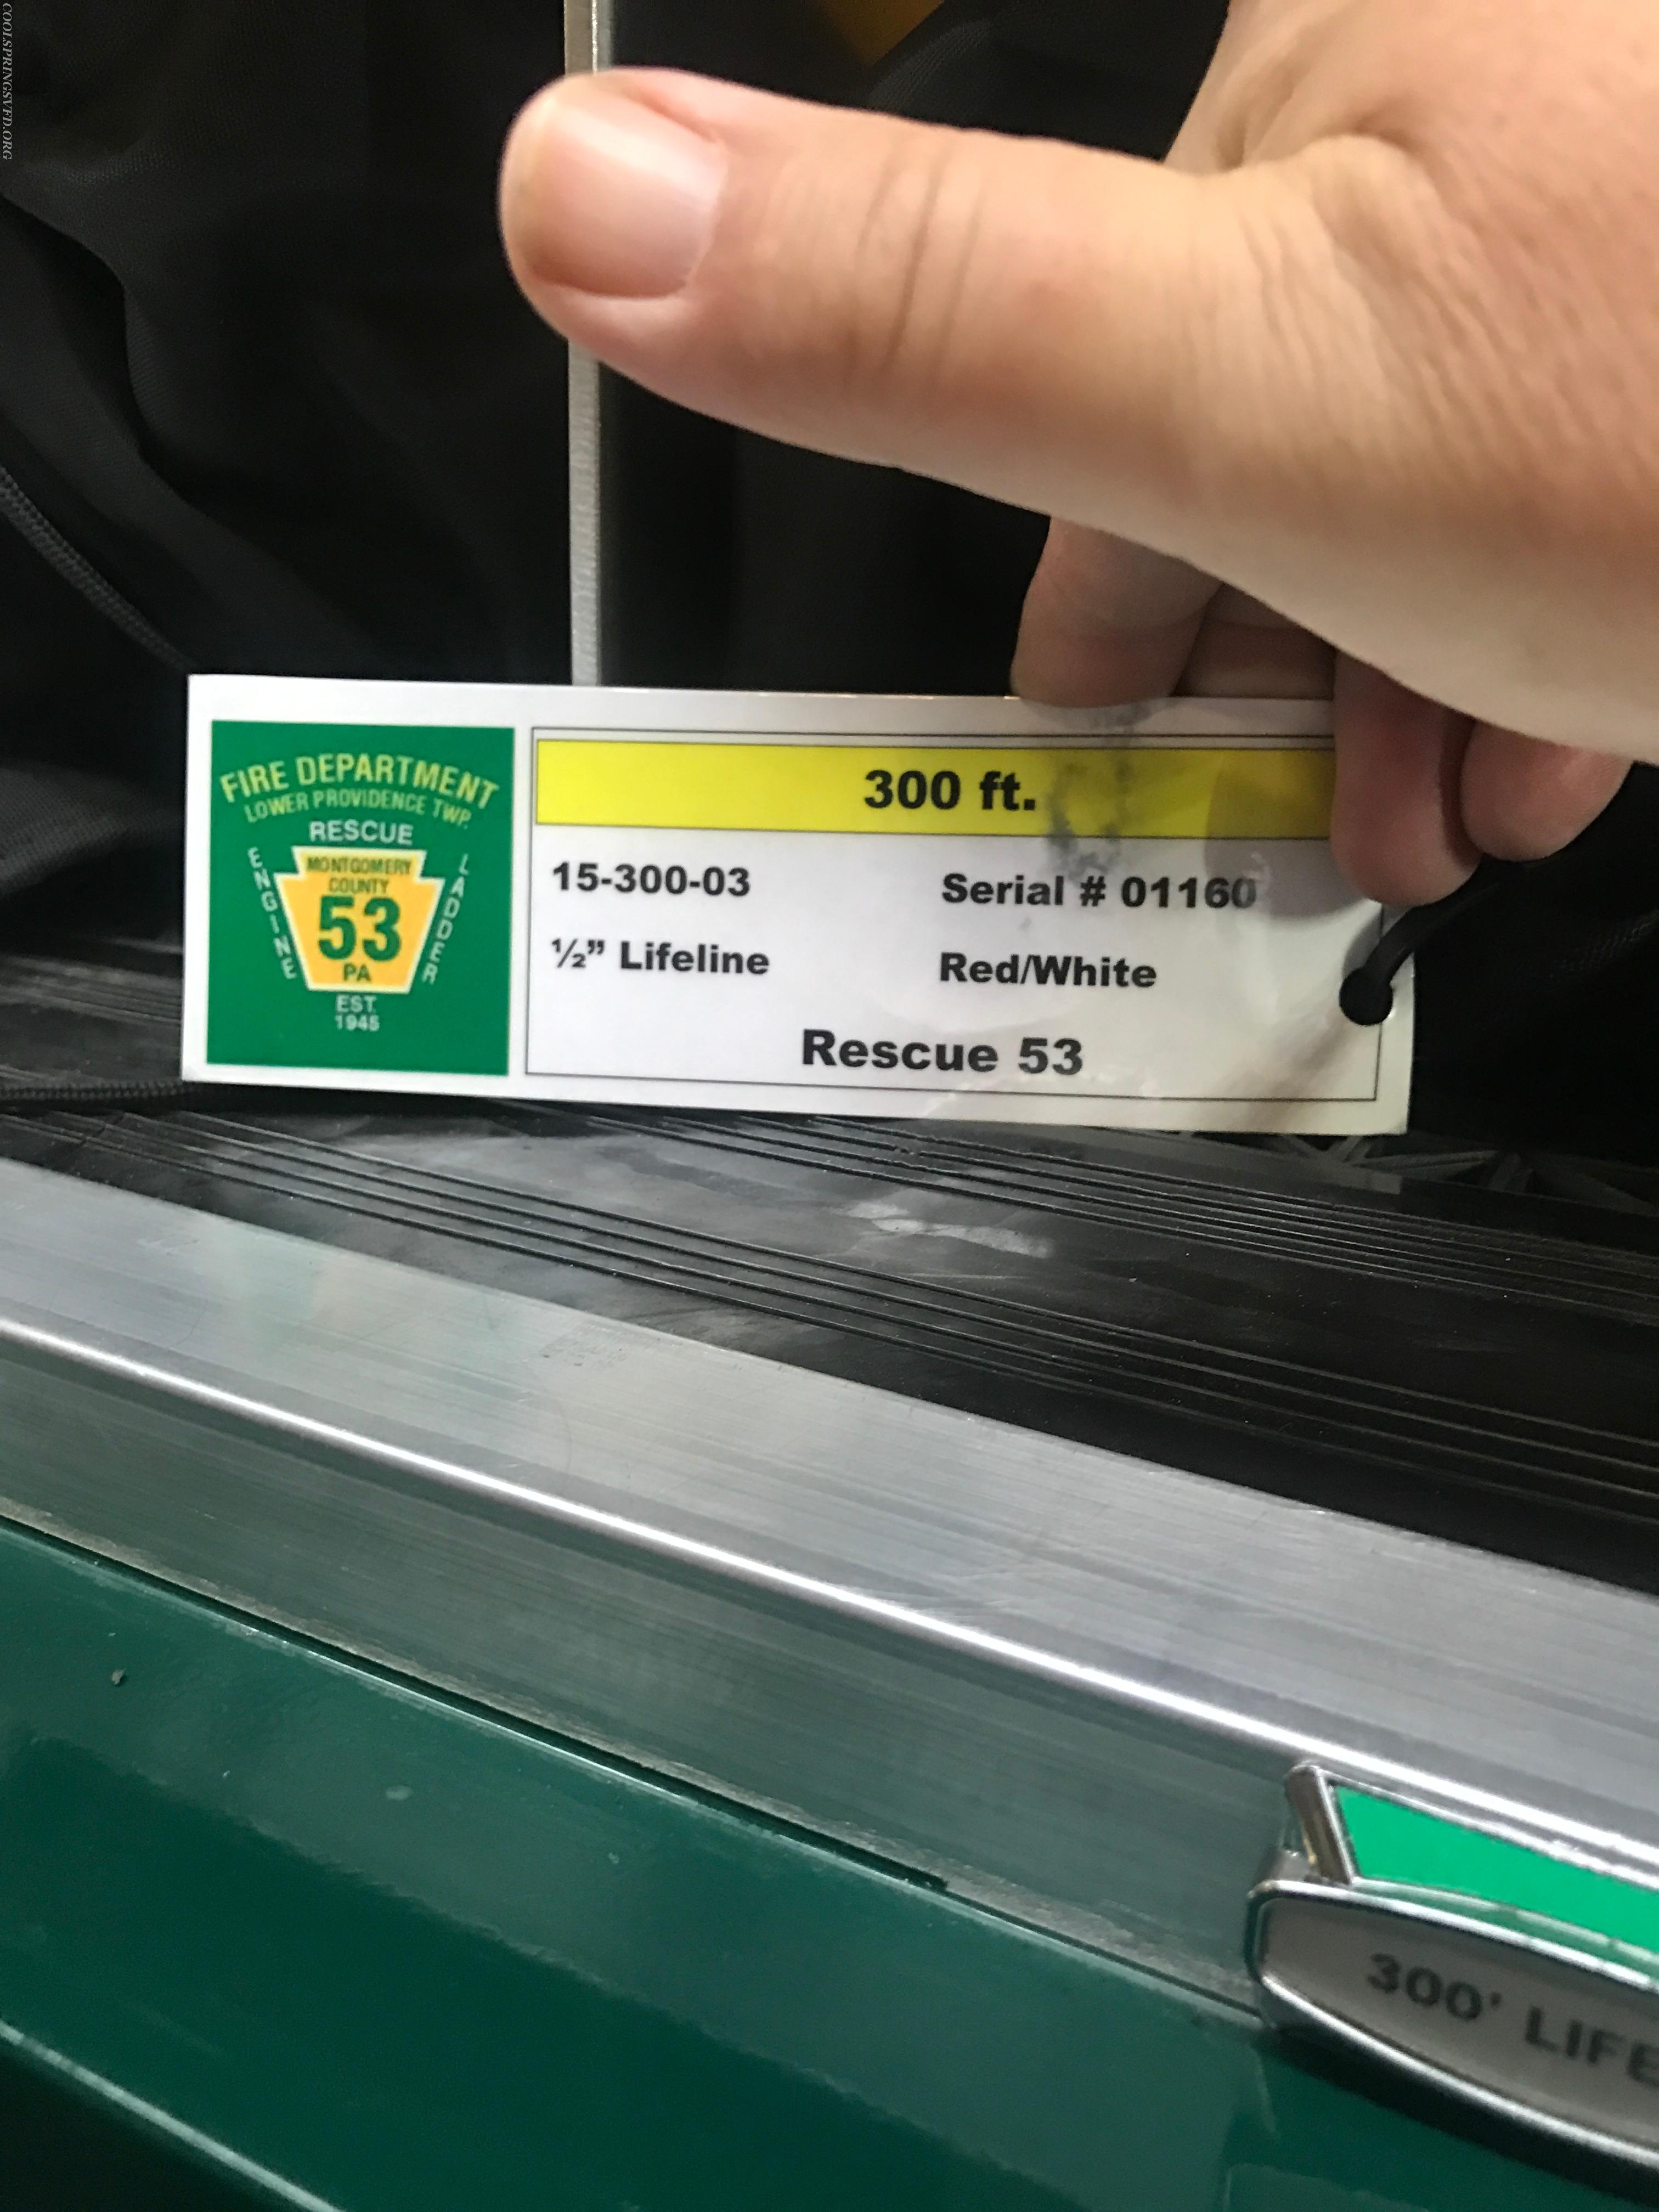 COOLSPRINGSVFD.ORG
FIRE DEPARTMENT
LOWER PROVIDENCE TWP.
RESCUE
ENGINE
LADDER
MONTGOMERY
COUNTY
53
PA
EST.
1945
300 ft.
15-300-03 Serial # 01160
½” Lifeline Red/White
Rescue 53
300' LIFE